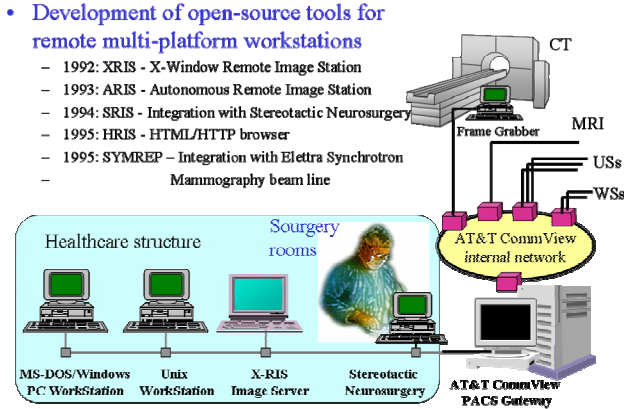 • Development of open-source tools for
remote multi-platform workstations
– 1992: XRIS - X-Window Remote Image Station
– 1993: ARIS - Autonomous Remote Image Station
– 1994: SRIS - Integration with Stereotactic Neurosurgery
– 1995: HRIS - HTML/HTTP browser
– 1995: SYMREP – Integration with Elettra Synchrotron
– Mammography beam line
CT
Frame Grabber
MRI
USs
WSs
AT&T CommView
internal network
Healthcare structure
Sourgery
rooms
MS-DOS/Windows
PC WorkStation
Unix
WorkStation
X-RIS
Image Server
Stereotactic
Neurosurgery
AT&T CommView
PACS Gateway